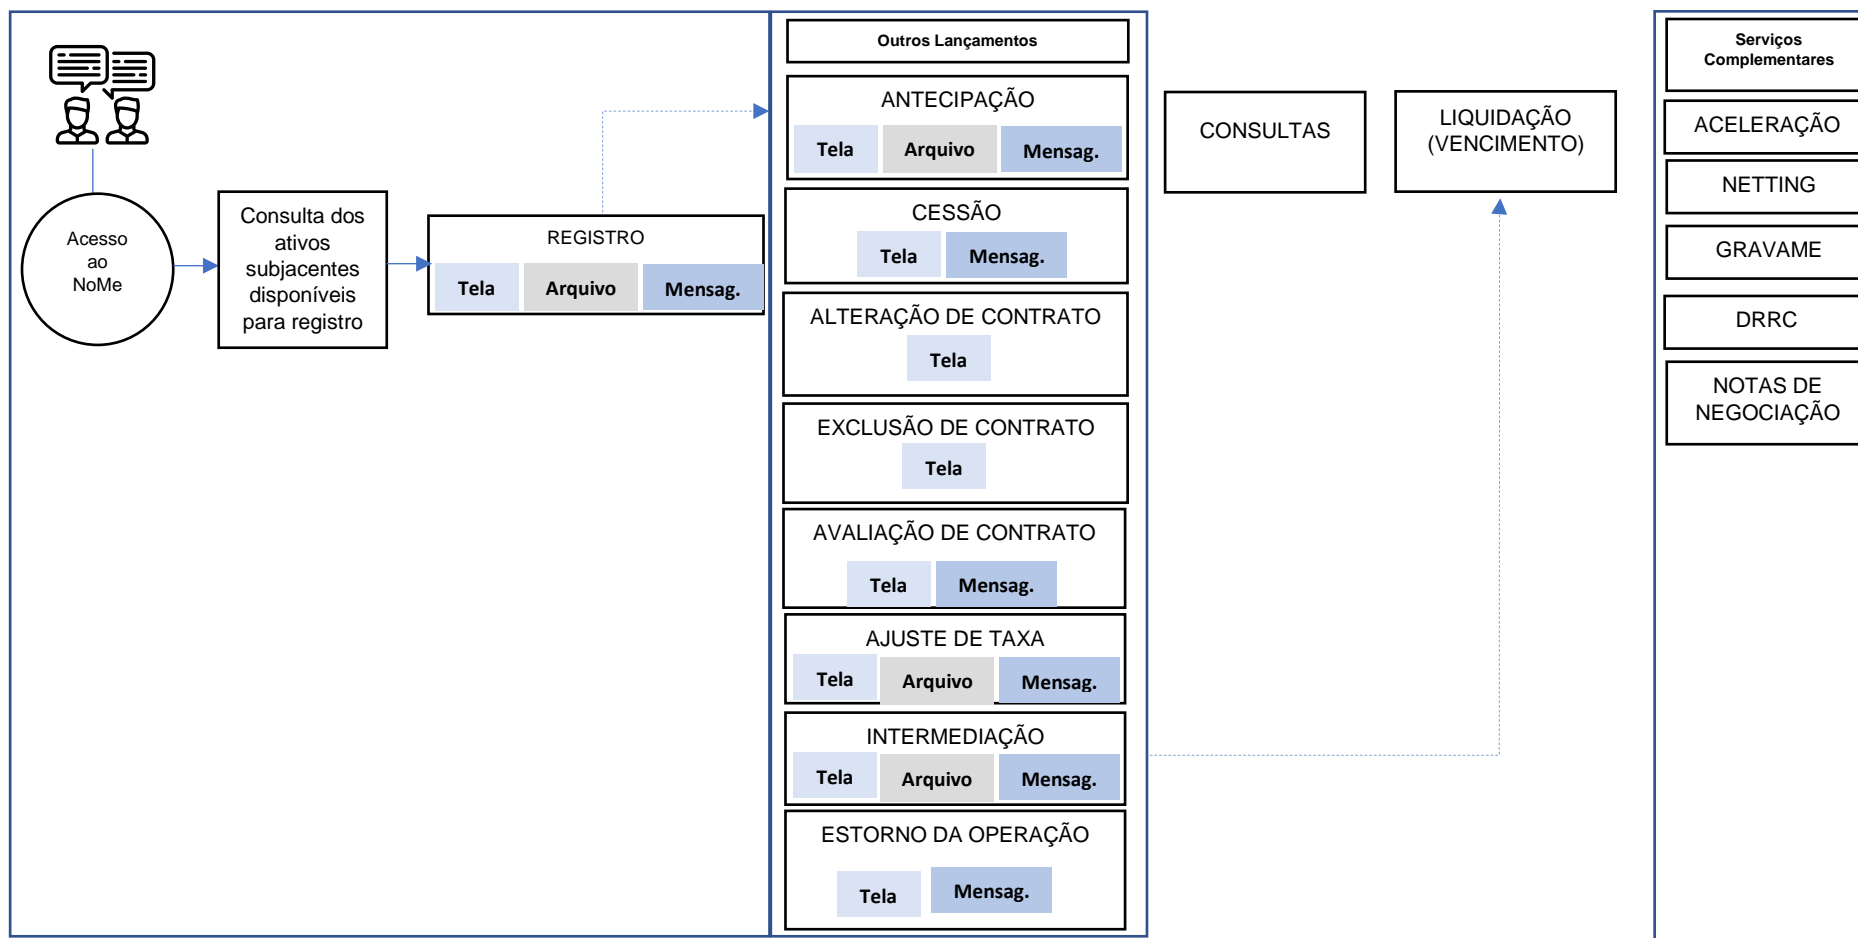 Acesso
ao
NoMe
Consulta dos
ativos
subjacentes
disponíveis
para registro
REGISTRO
Tela Arquivo Mensag.
Outros Lançamentos
ANTECIPAÇÃO
Tela Arquivo Mensag.
CESSÃO
Tela Mensag.
ALTERAÇÃO DE CONTRATO
Tela
EXCLUSÃO DE CONTRATO
Tela
AVALIAÇÃO DE CONTRATO
Tela Mensag.
AJUSTE DE TAXA
Tela Arquivo Mensag.
INTERMEDIAÇÃO
Tela Arquivo Mensag.
ESTORNO DA OPERAÇÃO
Tela Mensag.
CONSULTAS
LIQUIDAÇÃO
(VENCIMENTO)
Serviços
Complementares
ACELERAÇÃO
NETTING
GRAVAME
DRRC
NOTAS DE
NEGOCIAÇÃO